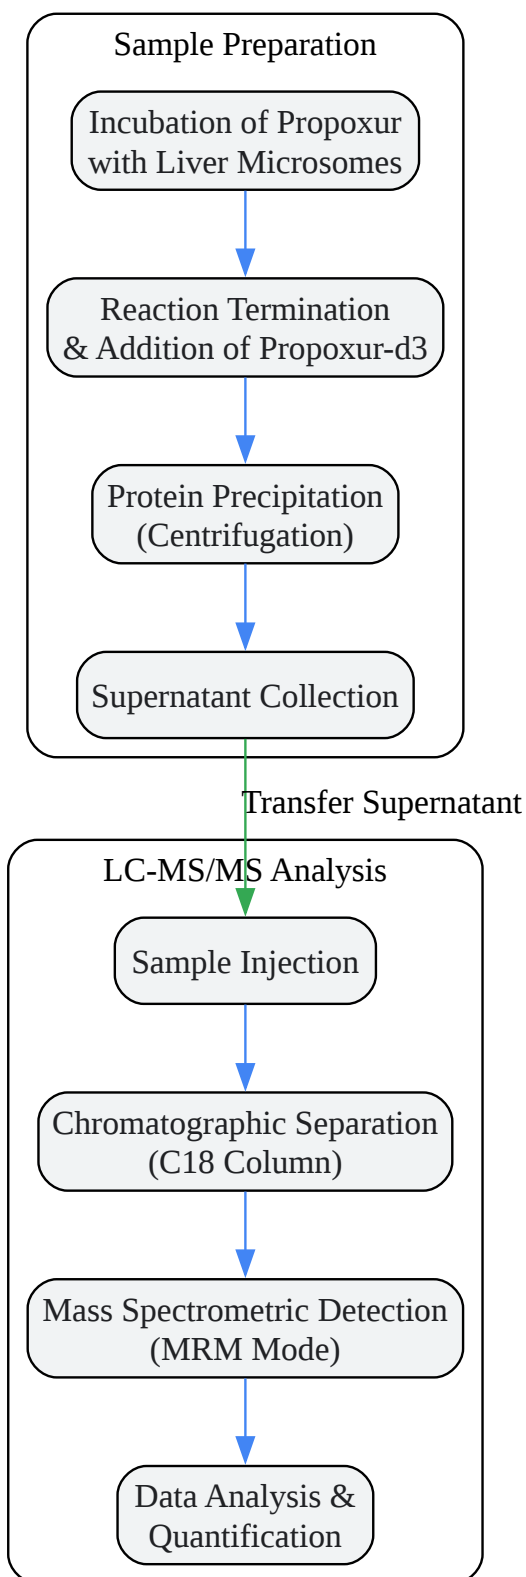 Sample Preparation
Incubation of Propoxur
with Liver Microsomes
Reaction Termination
& Addition of Propoxur-d3
Protein Precipitation
(Centrifugation)
Supernatant Collection
Transfer Supernatant
LC-MS/MS Analysis
Sample Injection
Chromatographic Separation
(C18 Column)
Mass Spectrometric Detection
(MRM Mode)
Data Analysis &
Quantification